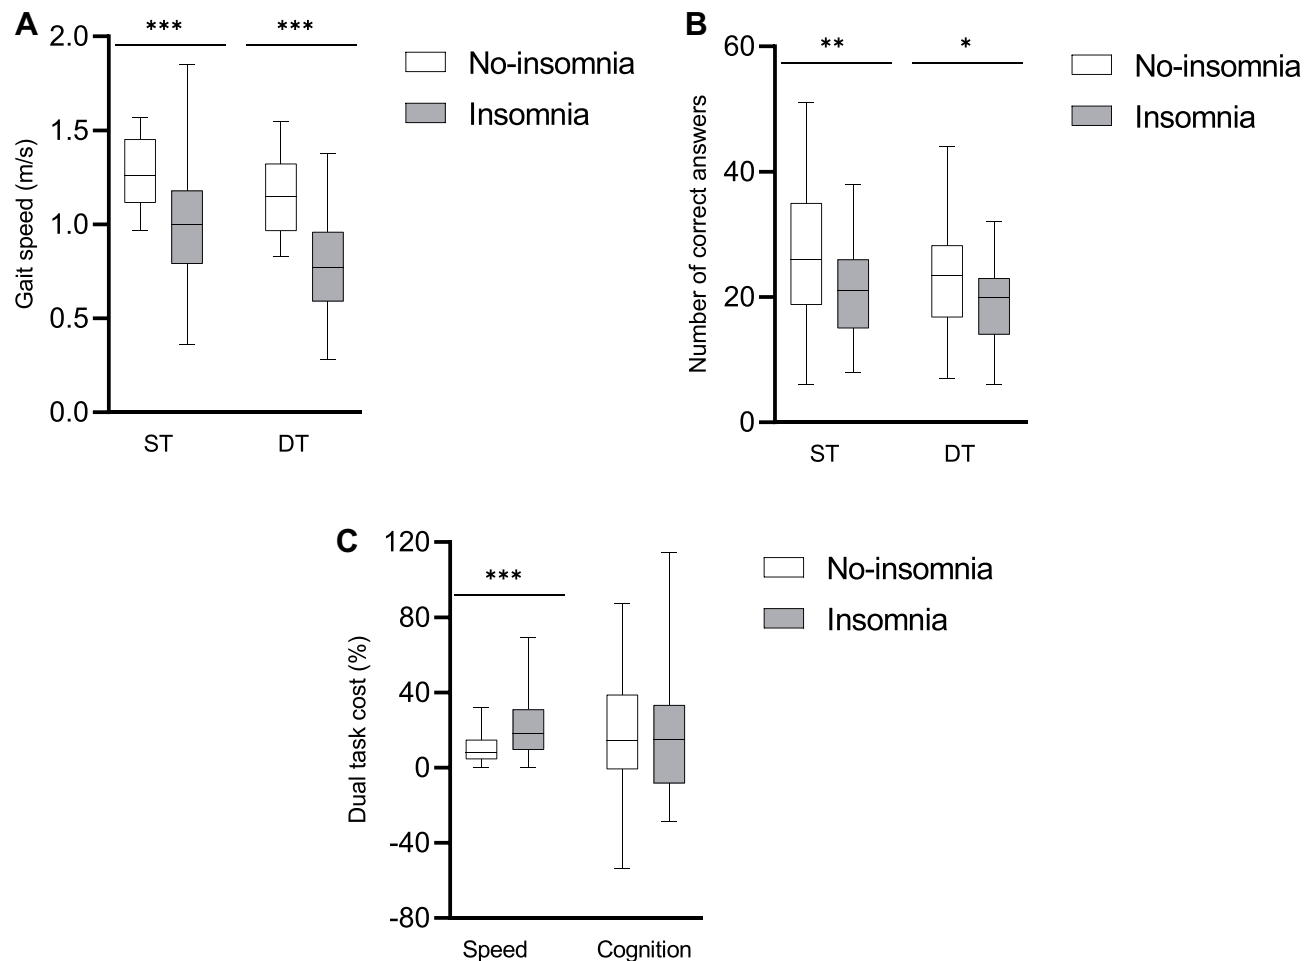 A
***
***
2.0
1.5
1.0
0.5
0.0
Gait speed (m/s)
ST
DT
No-insomnia
Insomnia
B
**
*
60
40
20
0
Number of correct answers
ST
DT
No-insomnia
Insomnia
C
***
120
80
40
0
-40
-80
Dual task cost (%)
Speed
Cognition
No-insomnia
Insomnia